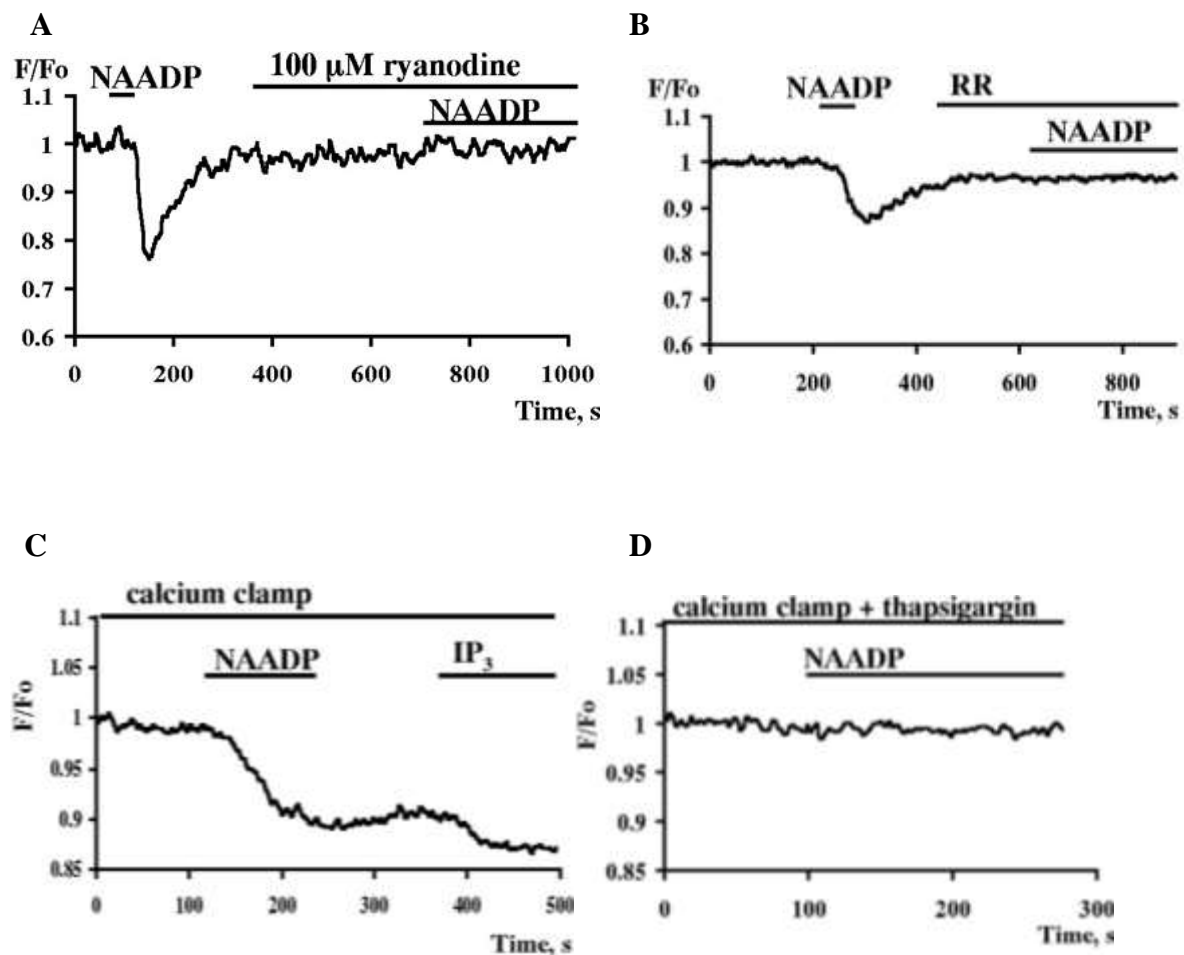 A
F/Fo
NAADP
100 µM ryanodine
NAADP
1.1
1
0.9
0.8
0.7
0.6
0 200 400 600 800 1000
Time, s
B
F/Fo
NAADP
RR
NAADP
1.1
1
0.9
0.8
0.7
0.6
0 200 400 600 800
Time, s
C
calcium clamp
NAADP
IP3
F/Fo
1.1
1.05
1
0.95
0.9
0.85
0 100 200 300 400 500
Time, s
D
calcium clamp + thapsigargin
NAADP
F/Fo
1.1
1.05
1
0.95
0.9
0.85
0 100 200 300
Time, s